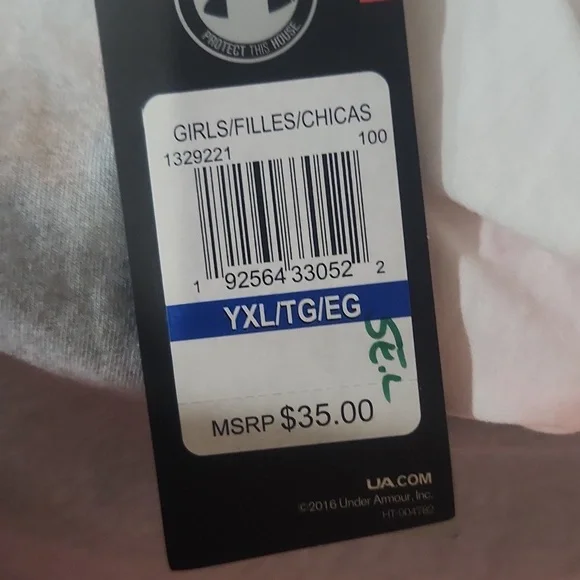 PROTECT THIS HOUSE
GIRLS/FILLES/CHICAS
1329221 100
1 92564 33052 2
YXL/TG/EG
MSRP $35.00
UA.COM
©2016 Under Armour, Inc.
HT-904782